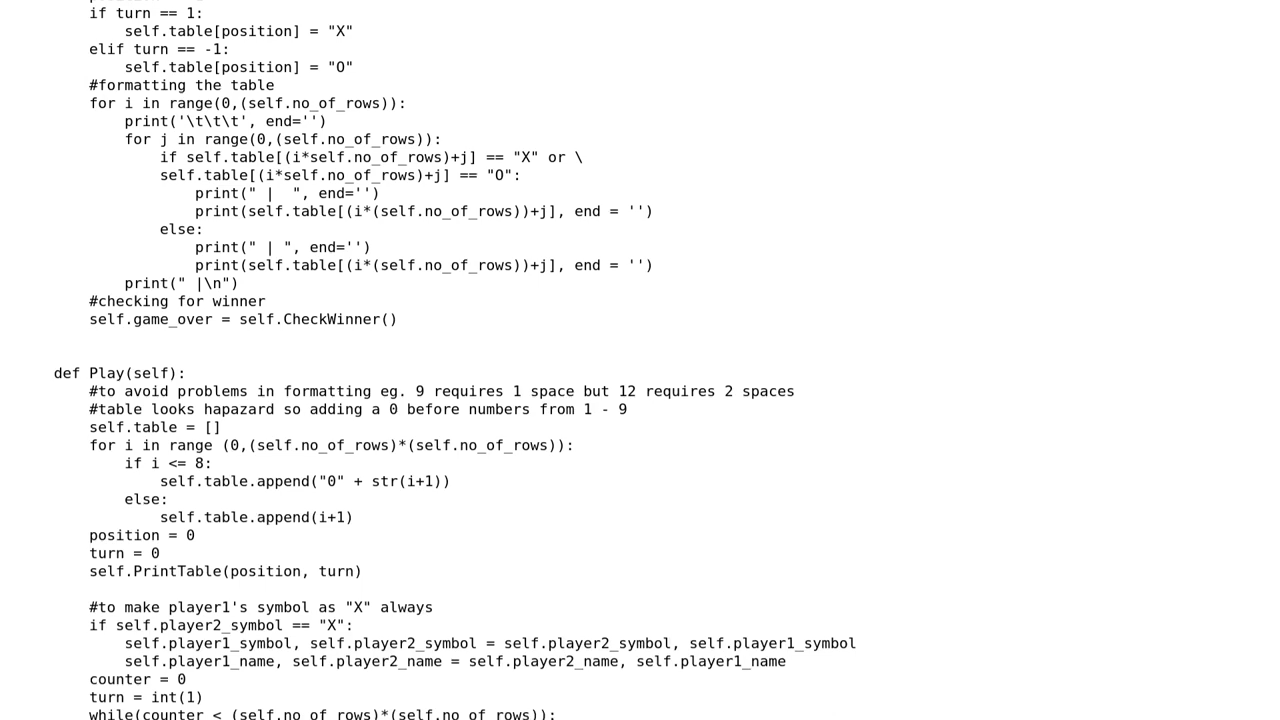 if turn == 1:
self.table[position] = "X"
elif turn == -1:
self.table[position] = "O"
#formatting the table
for i in range(0,(self.no_of_rows)):
print('\t\t\t', end='')
for j in range(0,(self.no_of_rows)):
if self.table[(i*self.no_of_rows)+j] == "X" or \
self.table[(i*self.no_of_rows)+j] == "O":
print(" |  ", end='')
print(self.table[(i*(self.no_of_rows))+j], end = '')
else:
print(" | ", end='')
print(self.table[(i*(self.no_of_rows))+j], end = '')
print(" |\n")
#checking for winner
self.game_over = self.CheckWinner()
def Play(self):
#to avoid problems in formatting eg. 9 requires 1 space but 12 requires 2 spaces
#table looks hapazard so adding a 0 before numbers from 1 - 9
self.table = []
for i in range (0,(self.no_of_rows)*(self.no_of_rows)):
if i <= 8:
self.table.append("0" + str(i+1))
else:
self.table.append(i+1)
position = 0
turn = 0
self.PrintTable(position, turn)
#to make player1's symbol as "X" always
if self.player2_symbol == "X":
self.player1_symbol, self.player2_symbol = self.player2_symbol, self.player1_symbol
self.player1_name, self.player2_name = self.player2_name, self.player1_name
counter = 0
turn = int(1)
while(counter < (self.no_of_rows)*(self.no_of_rows)):